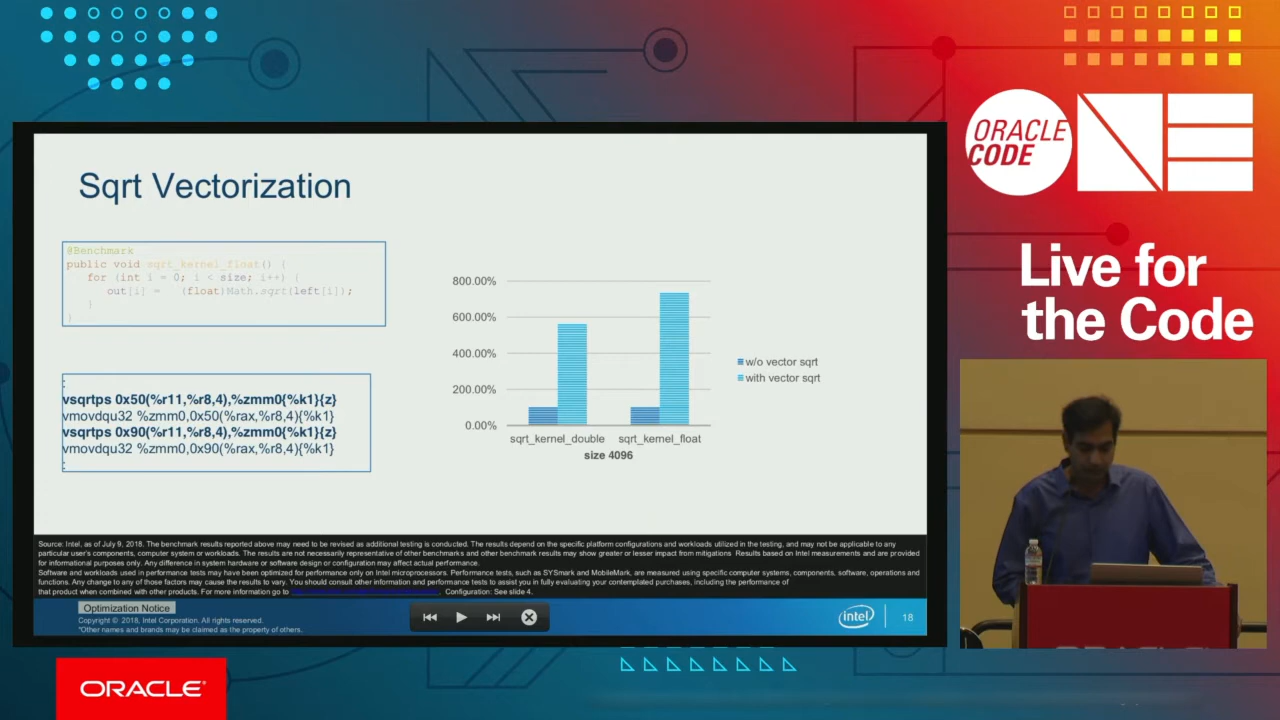 ORACLE
CODE
ONE
Live for
the Code
Sqrt Vectorization
@Benchmark
public void sqrt_kernel_float() {
for (int i = 0; i < size; i++) {
out[i] = (float)Math.sqrt(left[i]);
}
}
:
vsqrtps 0x50(%r11,%r8,4),%zmm0{%k1}{z}
vmovdqu32 %zmm0,0x50(%rax,%r8,4){%k1}
vsqrtps 0x90(%r11,%r8,4),%zmm0{%k1}{z}
vmovdqu32 %zmm0,0x90(%rax,%r8,4){%k1}
:
800.00%
600.00%
400.00%
200.00%
0.00%
sqrt_kernel_double sqrt_kernel_float
size 4096
w/o vector sqrt
with vector sqrt
Source: Intel, as of July 9, 2018. The benchmark results reported above may need to be revised as additional testing is conducted. The results depend on the specific platform configurations and workloads utilized in the testing, and may not be applicable to any
particular user's components, computer system or workloads. The results are not necessarily representative of other benchmarks and other benchmark results may show greater or lesser impact from mitigations Results based on Intel measurements and are provided
for informational purposes only. Any difference in system hardware or software design or configuration may affect actual performance.
Software and workloads used in performance tests may have been optimized for performance only on Intel microprocessors. Performance tests, such as SYSmark and MobileMark, are measured using specific computer systems, components, software, operations and
functions. Any change to any of those factors may cause the results to vary. You should consult other information and performance tests to assist you in fully evaluating your contemplated purchases, including the performance of
that product when combined with other products. For more information go to . Configuration: See slide 4.
Optimization Notice
Copyright © 2018, Intel Corporation. All rights reserved.
*Other names and brands may be claimed as the property of others.
intel
18
ORACLE